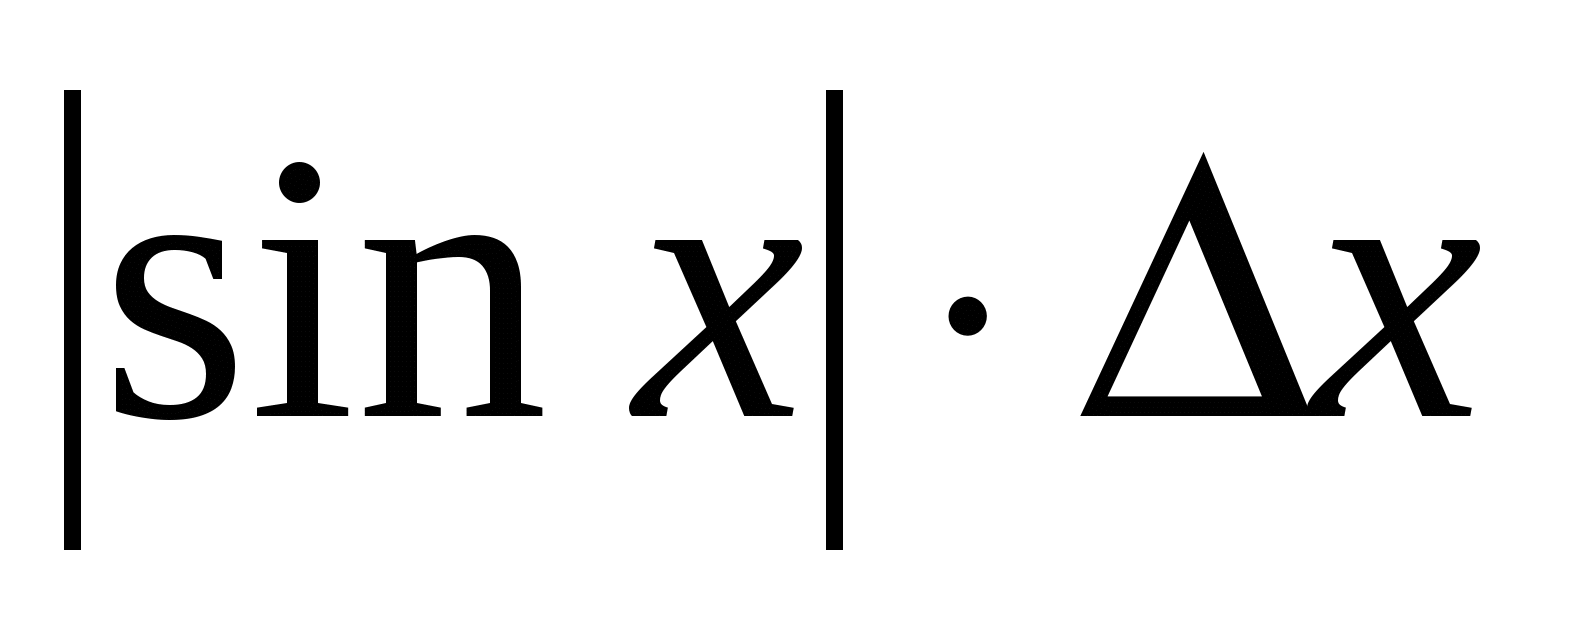 |sin x| · Δx